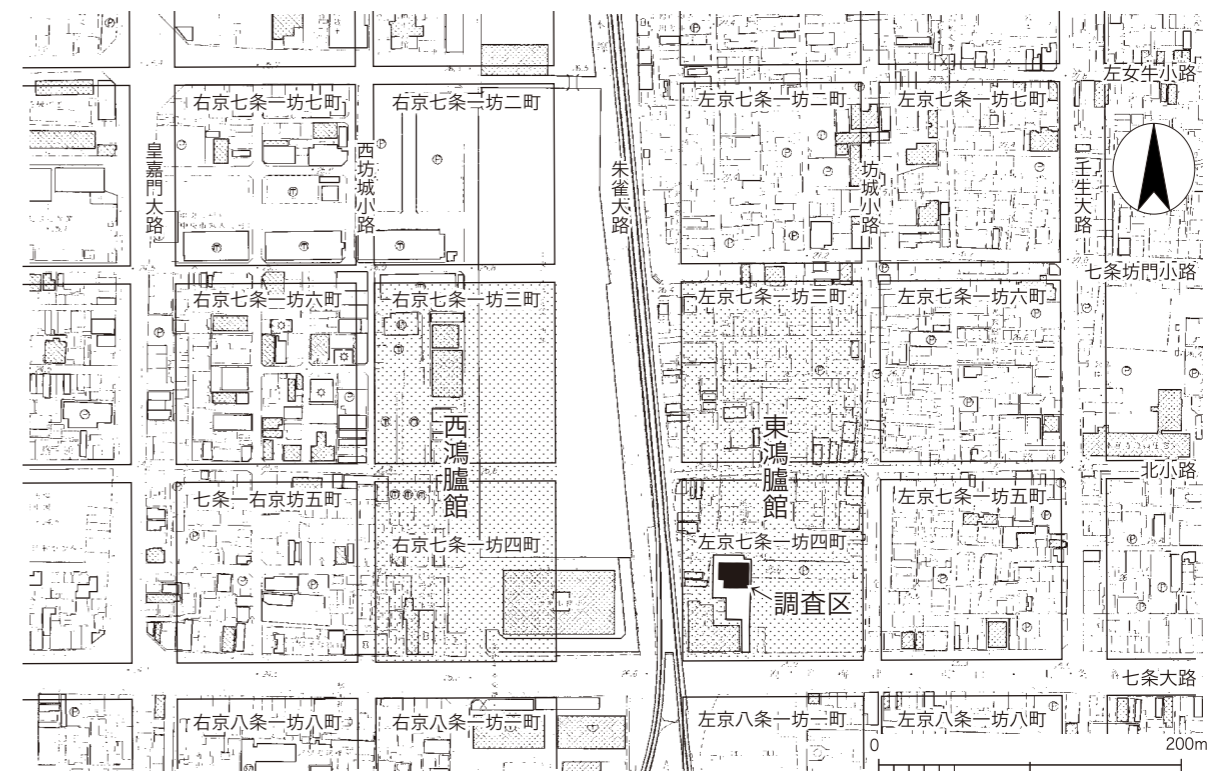 左女牛小路
右京七条一坊七町
右京七条一坊二町
左京七条一坊二町
左京七条一坊七町
皇嘉門大路
西坊城小路
朱雀大路
坊城小路
壬生大路
七条坊門小路
右京七条一坊六町
右京七条一坊三町
左京七条一坊三町
左京七条一坊六町
西鴻臚館
東鴻臚館
北小路
七条一右京坊五町
右京七条一坊四町
左京七条一坊四町
左京七条一坊五町
調査区
七条大路
右京八条一坊八町
左京八条一坊一町
左京八条一坊八町
0
200m